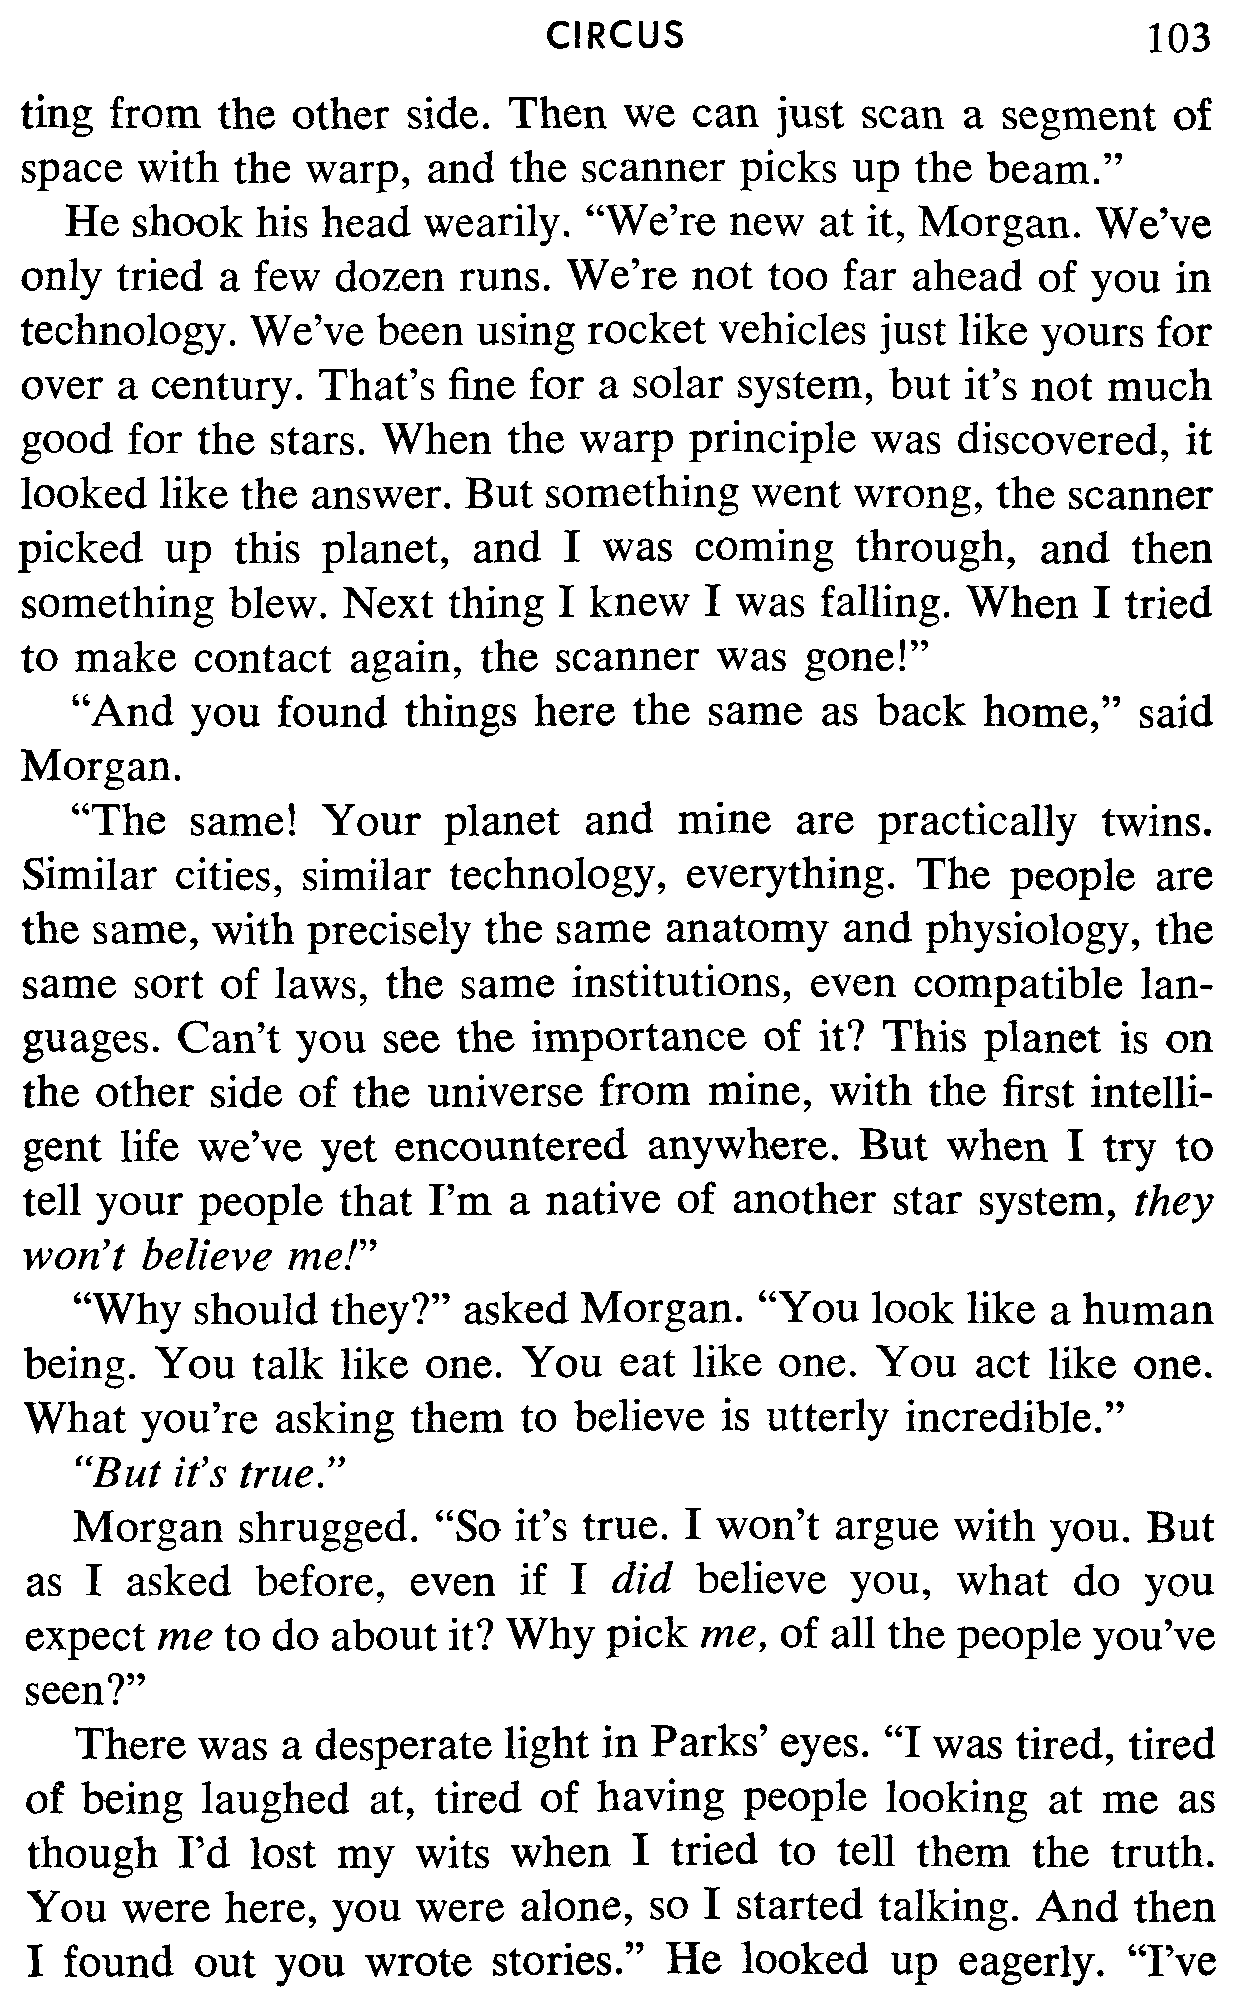 CIRCUS 103
ting from the other side. Then we can just scan a segment of
space with the warp, and the scanner picks up the beam.”
He shook his head wearily. “We’re new at it, Morgan. We’ve
only tried a few dozen runs. We’re not too far ahead of you in
technology. We’ve been using rocket vehicles just like yours for
over a century. That’s fine for a solar system, but it’s not much
good for the stars. When the warp principle was discovered, it
looked like the answer. But something went wrong, the scanner
picked up this planet, and I was coming through, and then
something blew. Next thing I knew I was falling. When I tried
to make contact again, the scanner was gone!”
“And you found things here the same as back home,” said
Morgan.
“The same! Your planet and mine are practically twins.
Similar cities, similar technology, everything. The people are
the same, with precisely the same anatomy and physiology, the
same sort of laws, the same institutions, even compatible lan-
guages. Can’t you see the importance of it? This planet is on
the other side of the universe from mine, with the first intelli-
gent life we’ve yet encountered anywhere. But when I try to
tell your people that I’m a native of another star system, they
won’t believe me!”
“Why should they?” asked Morgan. “You look like a human
being. You talk like one. You eat like one. You act like one.
What you’re asking them to believe is utterly incredible.”
“But it’s true.”
Morgan shrugged. “So it’s true. I won’t argue with you. But
as I asked before, even if I did believe you, what do you
expect me to do about it? Why pick me, of all the people you’ve
seen?”
There was a desperate light in Parks’ eyes. “I was tired, tired
of being laughed at, tired of having people looking at me as
though I’d lost my wits when I tried to tell them the truth.
You were here, you were alone, so I started talking. And then
I found out you wrote stories.” He looked up eagerly. “I’ve